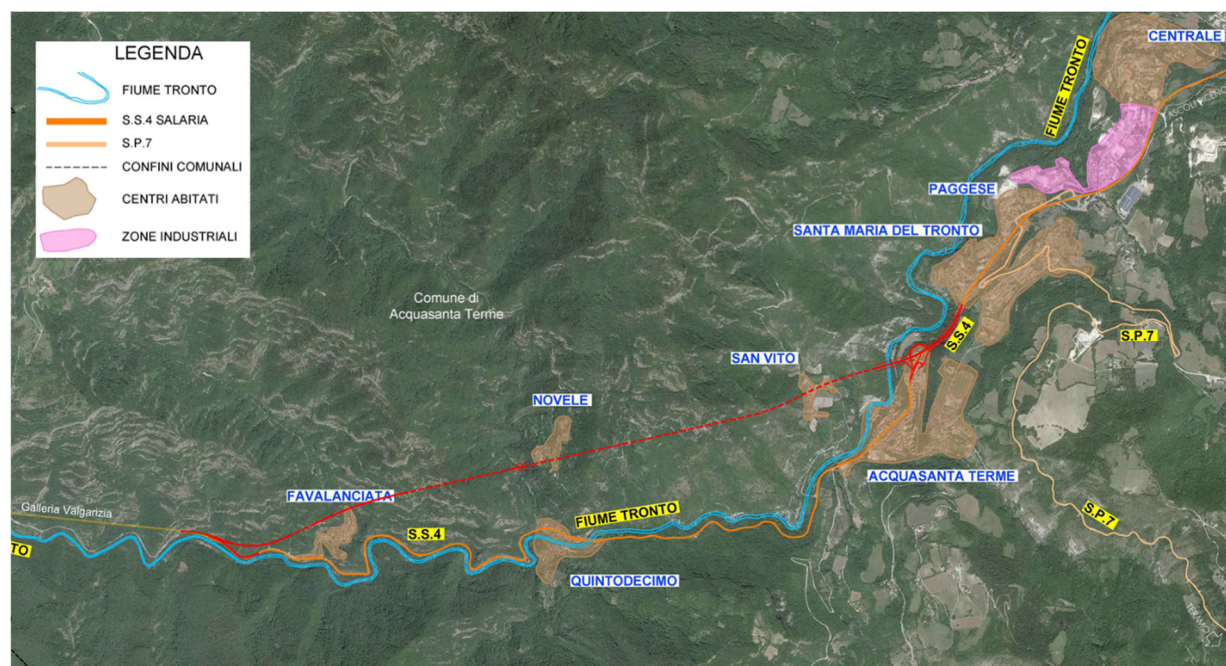 LEGENDA
FIUME TRONTO
S.S.4 SALARIA
S.P.7
CONFINI COMUNALI
CENTRI ABITATI
ZONE INDUSTRIALI
CENTRALE
FIUME TRONTO
PAGGESE
SANTA MARIA DEL TRONTO
Comune di
Acquasanta Terme
S.S.4
S.P.7
SAN VITO
NOVELE
ACQUASANTA TERME
FAVALANCIATA
Galleria Valgarizia
FIUME TRONTO
S.P.7
S.S.4
TO
QUINTODECIMO
TERAMO